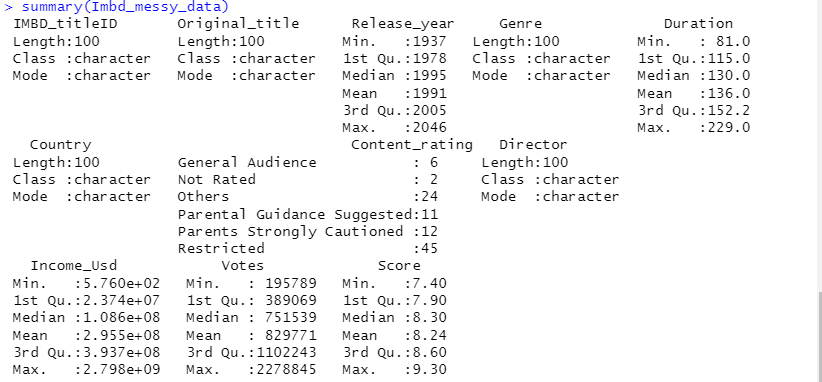 > summary(Imbd_messy_data)
IMBD_titleID Original_title Release_year Genre Duration
Length:100 Length:100 Min. :1937 Length:100 Min. : 81.0
Class :character Class :character 1st Qu.:1978 Class :character 1st Qu.:115.0
Mode :character Mode :character Median :1995 Mode :character Median :130.0
Mean :1991 Mean :136.0
3rd Qu.:2005 3rd Qu.:152.2
Max. :2046 Max. :229.0
Country Content_rating Director
Length:100 General Audience : 6 Length:100
Class :character Not Rated : 2 Class :character
Mode :character Others :24 Mode :character
Parental Guidance Suggested:11
Parents Strongly Cautioned :12
Restricted :45
Income_Usd Votes Score
Min. :5.760e+02 Min. : 195789 Min. :7.40
1st Qu.:2.374e+07 1st Qu.: 389069 1st Qu.:7.90
Median :1.086e+08 Median : 751539 Median :8.30
Mean :2.955e+08 Mean : 829771 Mean :8.24
3rd Qu.:3.937e+08 3rd Qu.:1102243 3rd Qu.:8.60
Max. :2.798e+09 Max. :2278845 Max. :9.30